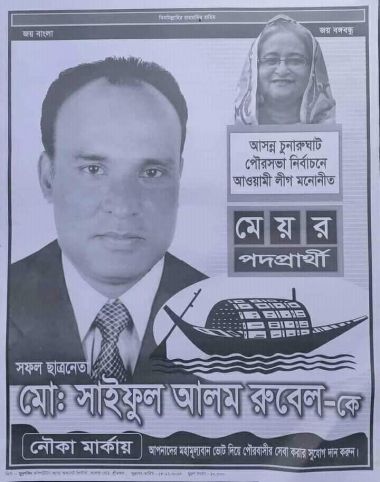 বিসমিল্লাহির রাহমানির রাহিম
জয় বাংলা
জয় বঙ্গবন্ধু
আসন্ন চুনারুঘাট
পৌরসভা নির্বাচনে
আওয়ামী লীগ মনোনীত
মেয়র
পদপ্রার্থী
সফল ছাত্রনেতা
মো: সাইফুল আলম রুবেল-কে
নৌকা মার্কায়
আপনাদের মহামূল্যবান ভোট দিয়ে পৌরবাসীর সেবা করার সুযোগ দান করুন।